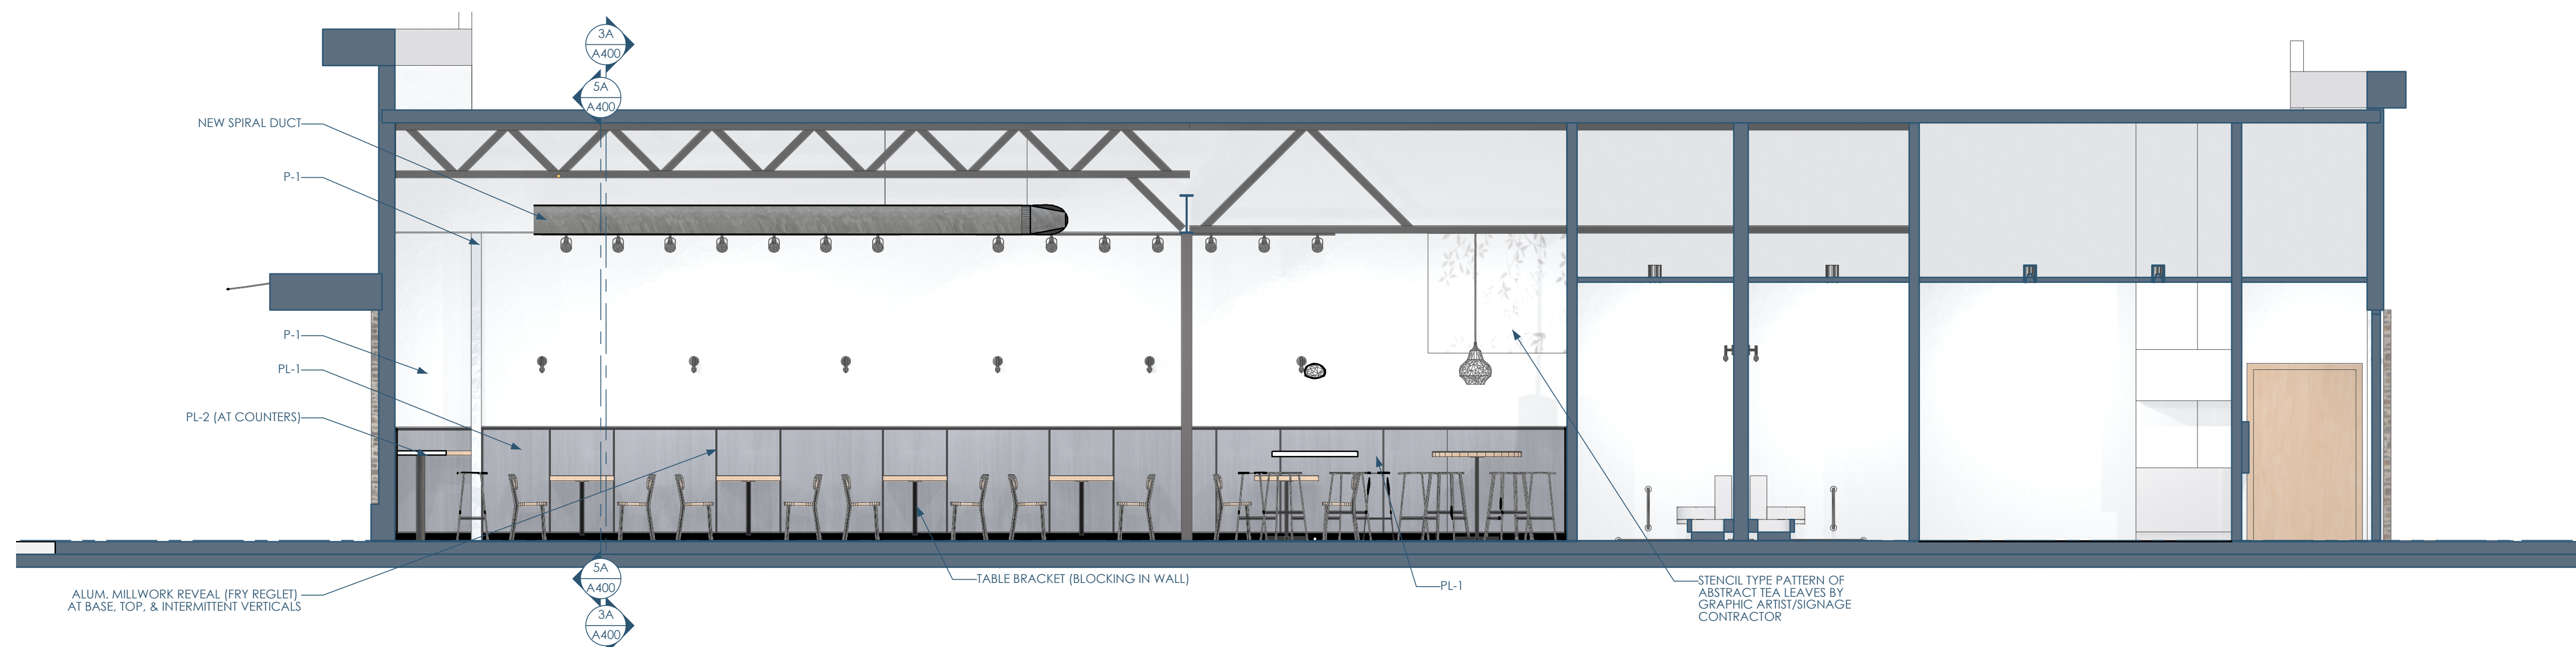 3A
A400
5A
A400
NEW SPIRAL DUCT
P-1
P-1
PL-1
PL-2 (AT COUNTERS)
ALUM. MILLWORK REVEAL (FRY REGLET)
AT BASE, TOP, & INTERMITTENT VERTICALS
5A
A400
3A
A400
TABLE BRACKET (BLOCKING IN WALL)
PL-1
STENCIL TYPE PATTERN OF
ABSTRACT TEA LEAVES BY
GRAPHIC ARTIST/SIGNAGE
CONTRACTOR